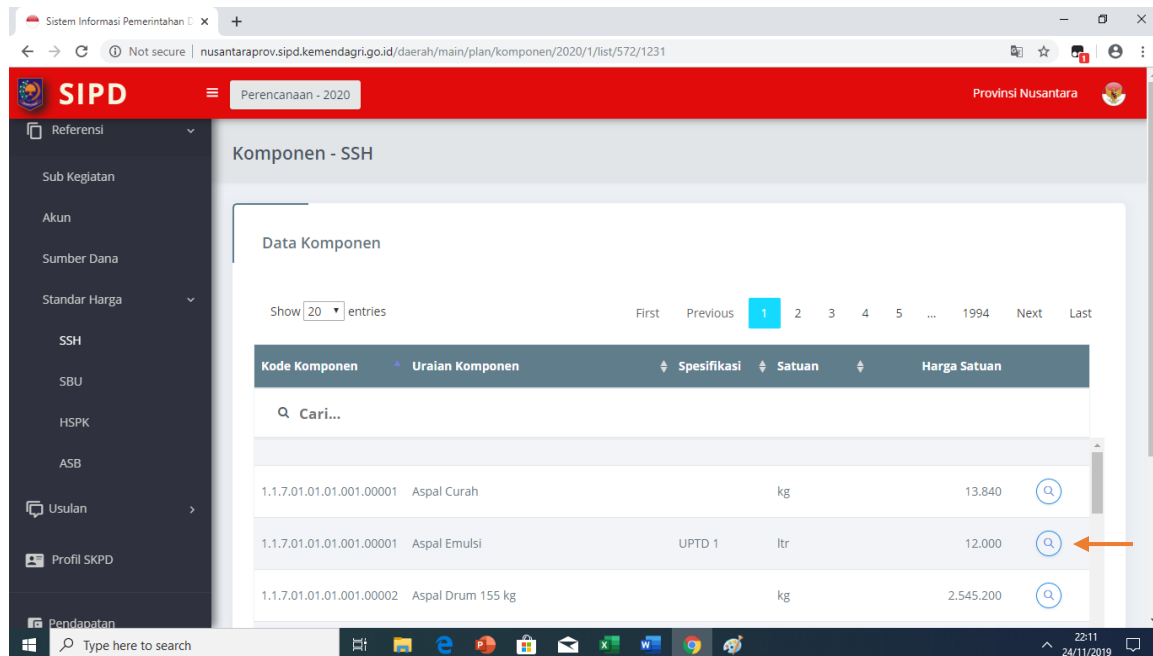 Sistem Informasi Pemerintahan D
Not secure | nusantaraprov.sipd.kemendagri.go.id/daerah/main/plan/komponen/2020/1/list/572/1231
1
SIPD
Perencanaan - 2020
Provinsi Nusantara
Referensi
Sub Kegiatan
Akun
Sumber Dana
Standar Harga
SSH
SBU
HSPK
ASB
Usulan
Profil SKPD
Pendapatan
Komponen - SSH
Data Komponen
Show 20 entries
First Previous 1 2 3 4 5 ... 1994 Next Last
Kode Komponen Uraian Komponen Spesifikasi Satuan Harga Satuan
Cari...
1.1.7.01.01.01.001.00001 Aspal Curah kg 13.840
1.1.7.01.01.01.001.00001 Aspal Emulsi UPTD 1 ltr 12.000
1.1.7.01.01.01.001.00002 Aspal Drum 155 kg kg 2.545.200
Type here to search
22:11
24/11/2019